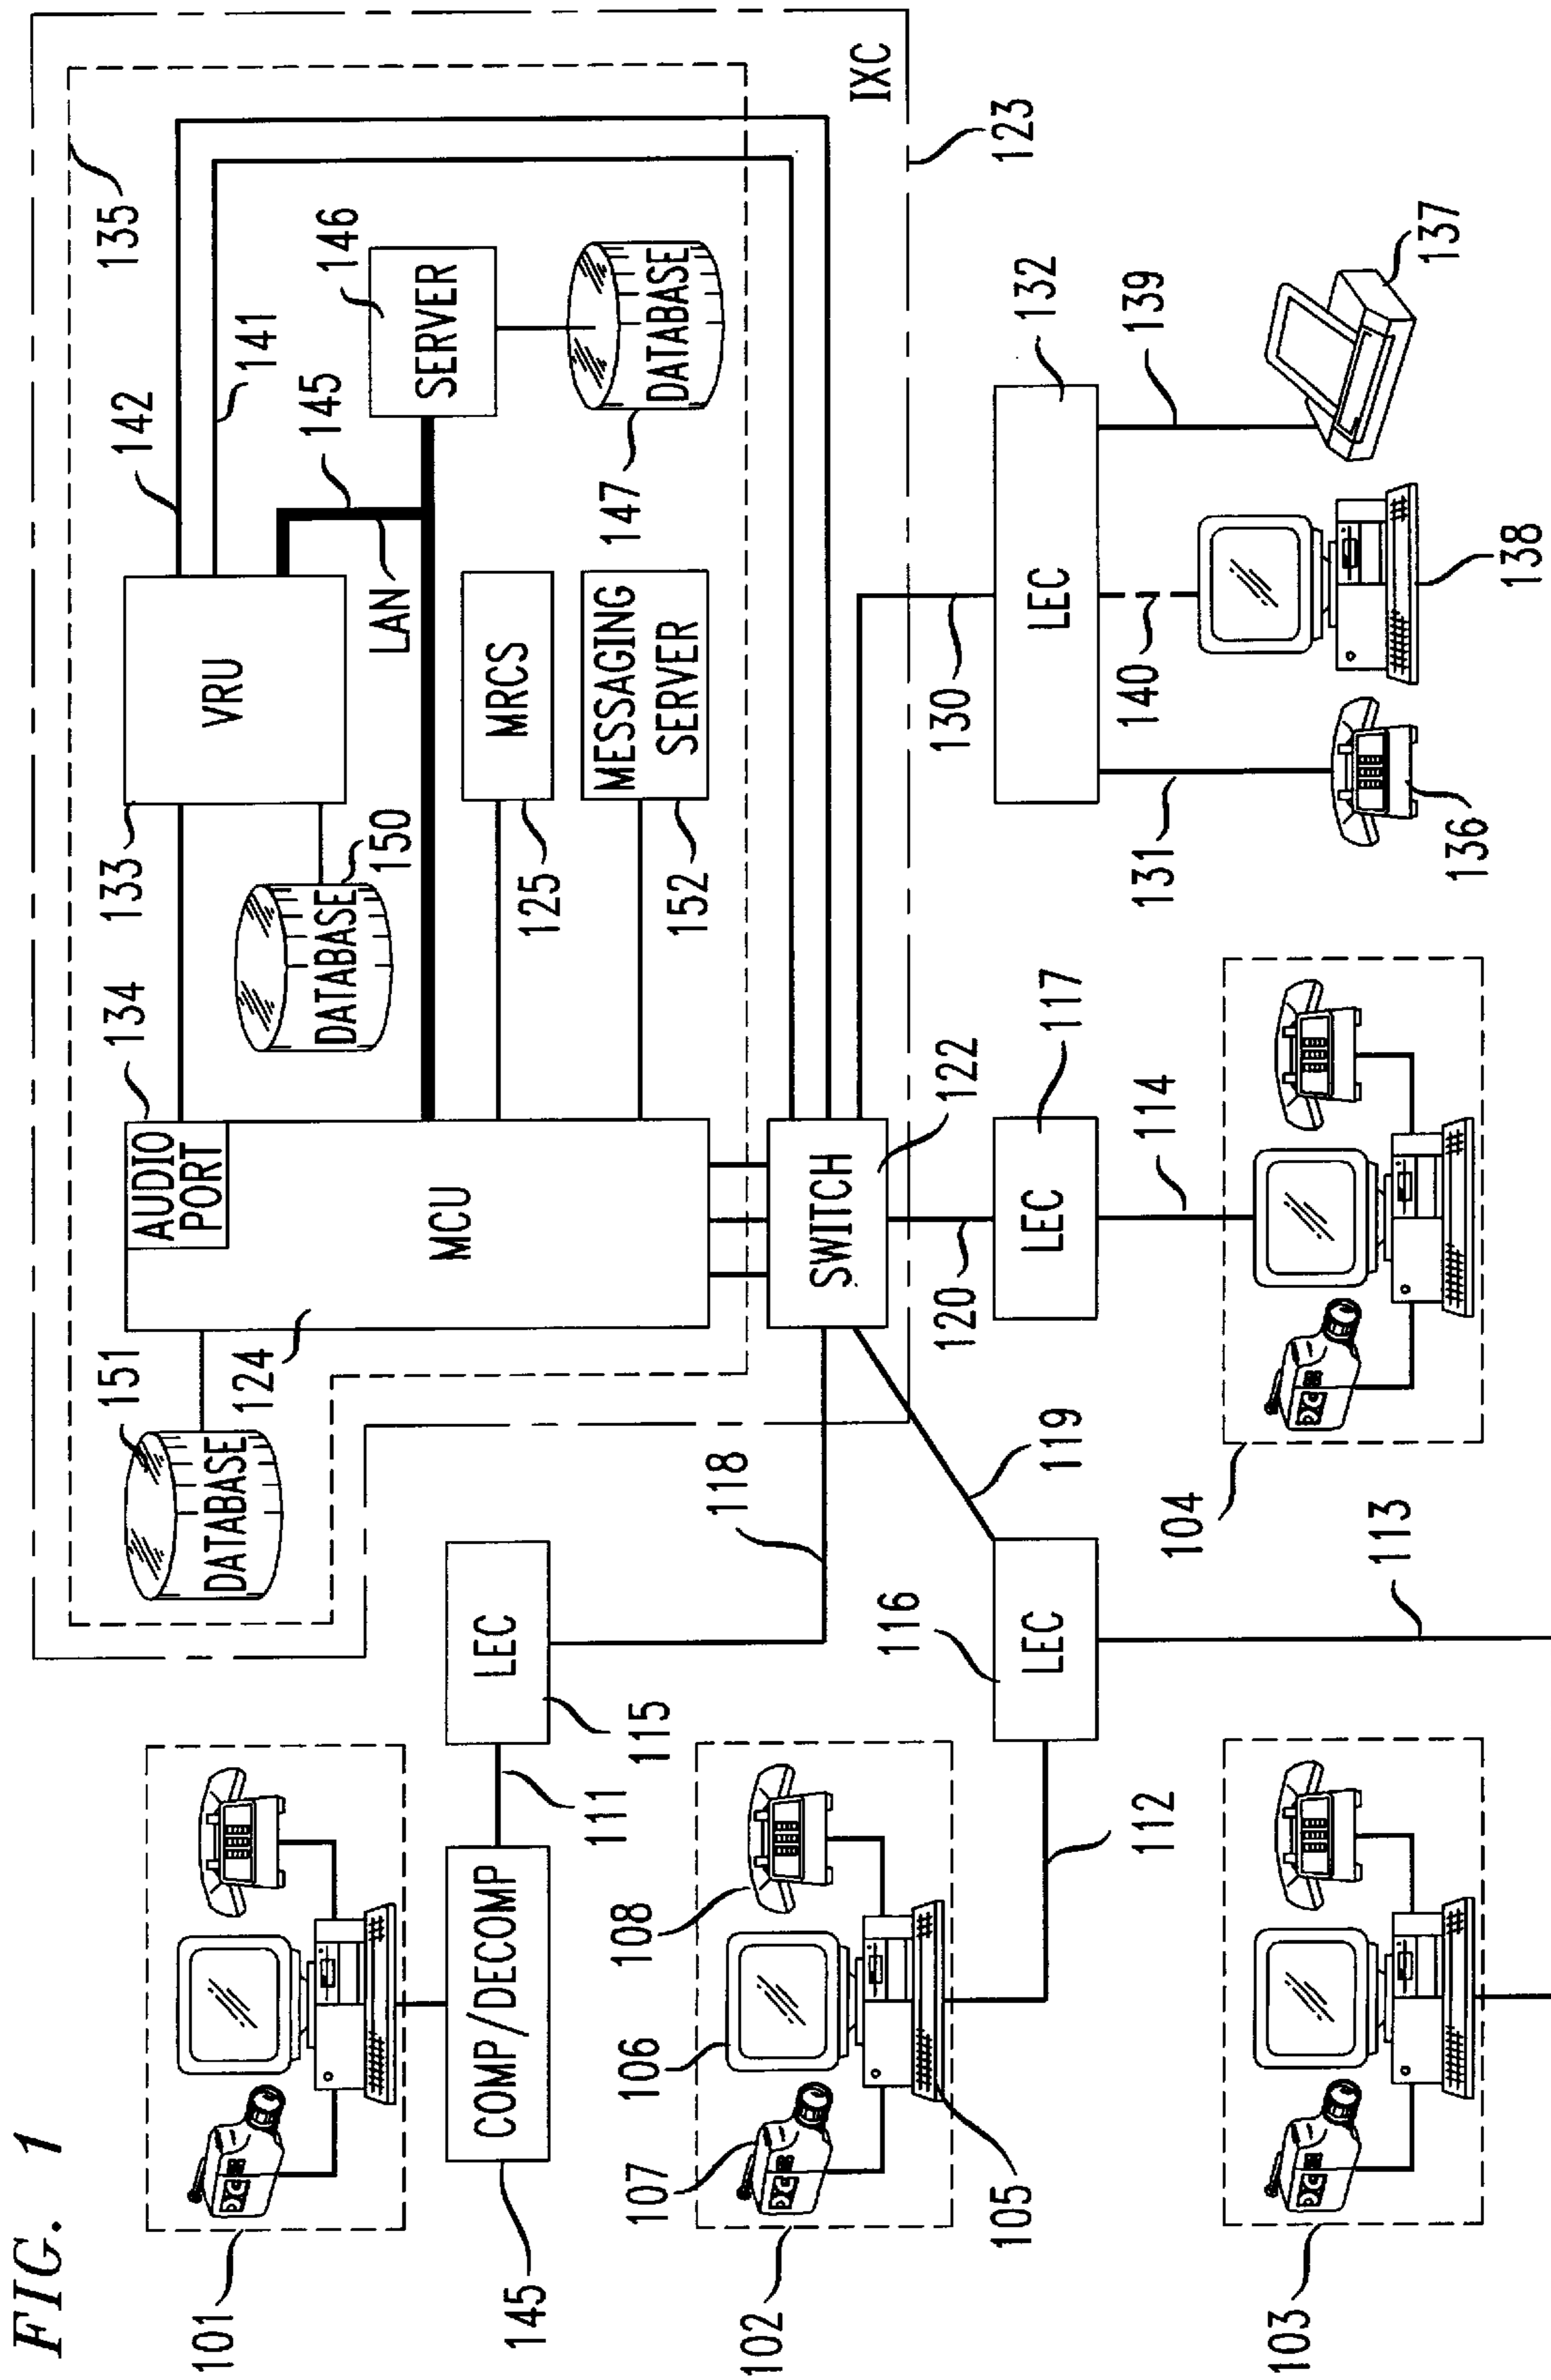 FIG. 1
101
145
COMP/DECOMP
111
LEC
115
118
102
107
106
108
105
112
103
LEC
116
119
113
DATABASE
151
124
AUDIO
PORT
134
MCU
DATABASE
150
133
VRU
142
141
LAN
145
135
SERVER
146
DATABASE
147
MRCS
125
MESSAGING
SERVER
152
SWITCH
122
IXC
123
120
LEC
117
114
104
130
LEC
132
131
140
139
136
138
137